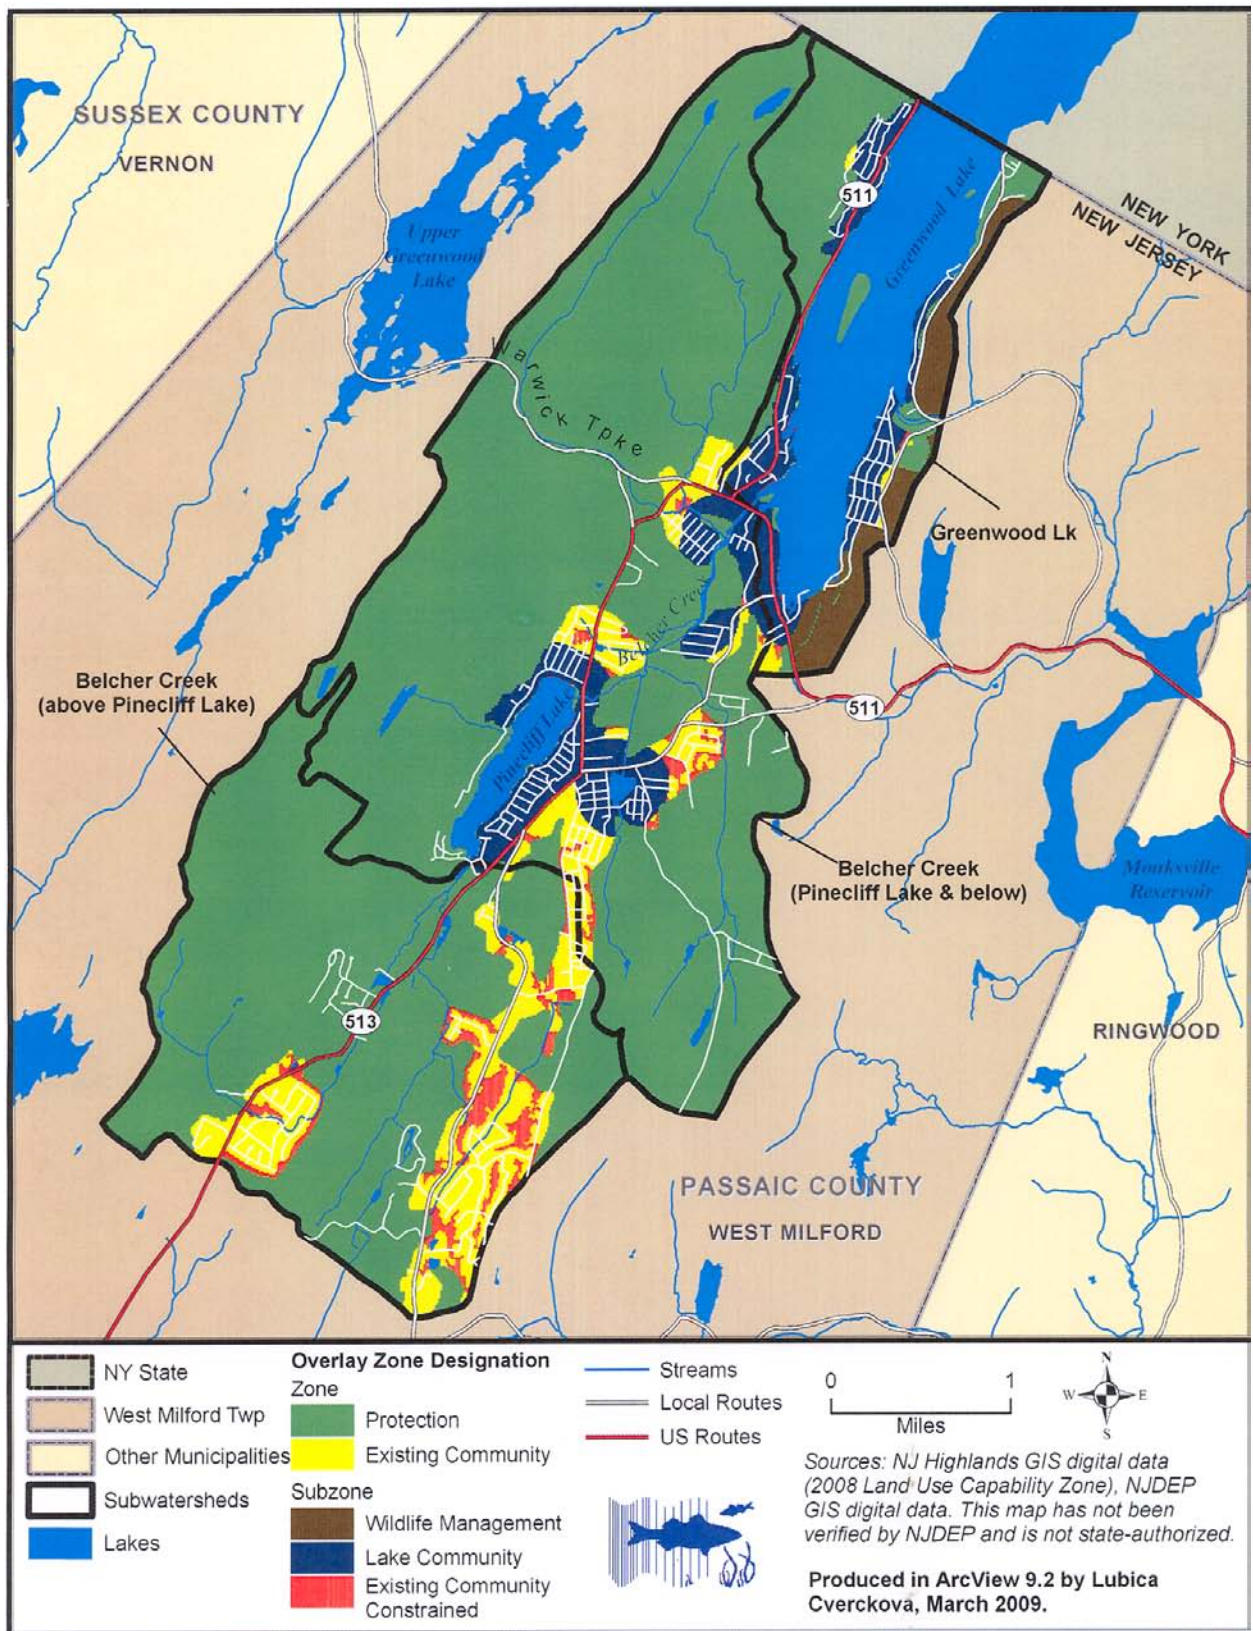 SUSSEX COUNTY
VERNON
Upper
Greenwood
Lake
511
Greenwood Lake
NEW YORK
NEW JERSEY
Warwick Tpke
Greenwood Lk
Belcher Creek
Belcher Creek
(above Pinecliff Lake)
Pinecliff Lake
511
Belcher Creek
(Pinecliff Lake & below)
Monksville
Reservoir
513
RINGWOOD
PASSAIC COUNTY
WEST MILFORD
NY State
West Milford Twp
Other Municipalities
Subwatersheds
Lakes
Overlay Zone Designation
Zone
Protection
Existing Community
Subzone
Wildlife Management
Lake Community
Existing Community
Constrained
Streams
Local Routes
US Routes
0 1
Miles
N
W E
S
Sources: NJ Highlands GIS digital data
(2008 Land Use Capability Zone), NJDEP
GIS digital data. This map has not been
verified by NJDEP and is not state-authorized.
Produced in ArcView 9.2 by Lubica
Cverckova, March 2009.